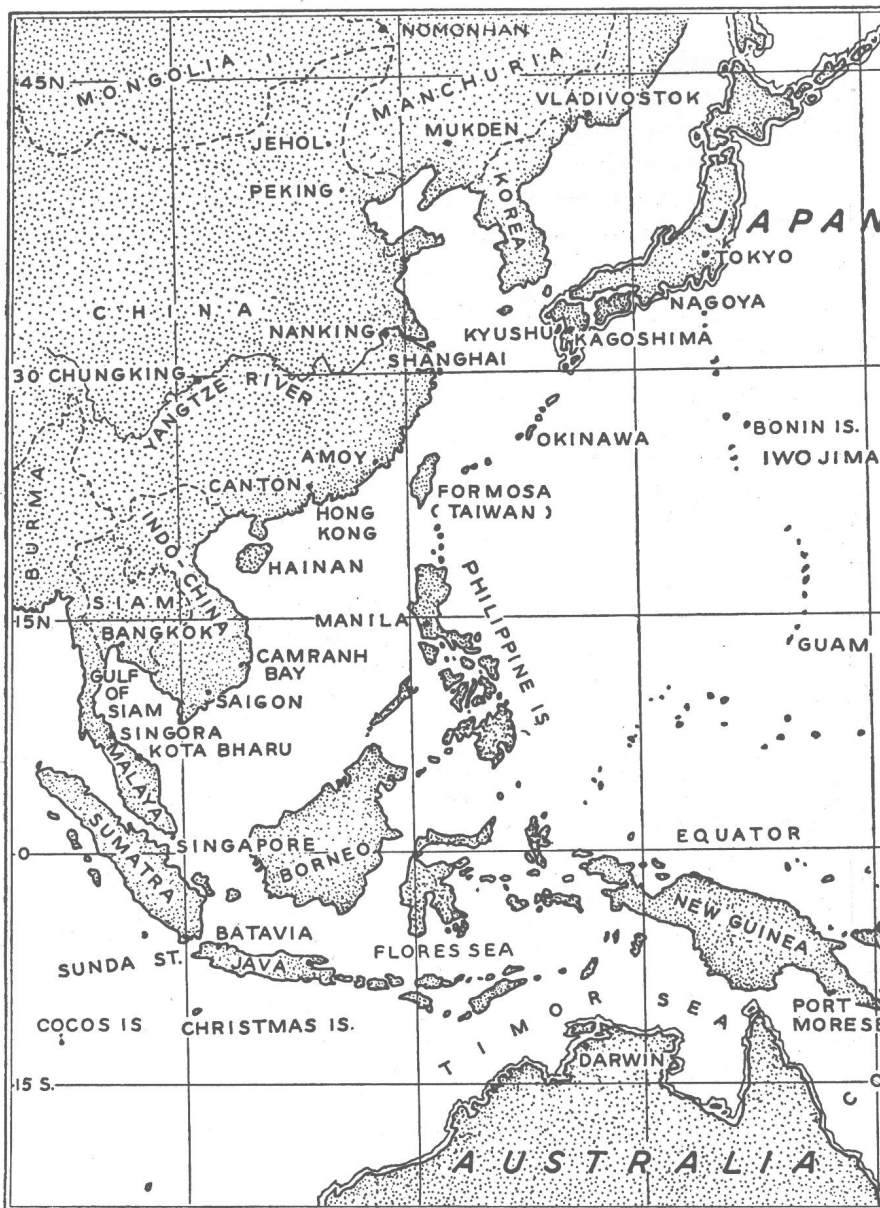 NOMONHAN
MONGOLIA
MANCHURIA
45N
VLADIVOSTOK
MUKDEN
JEHOL
PEKING
KOREA
JAPAN
TOKYO
NAGOYA
CHINA
NANKING
KYUSHU
KAGOSHIMA
SHANGHAI
30
CHUNGKING
YANGTZE RIVER
OKINAWA
BONIN IS.
IWO JIMA
AMOY
CANTON
FORMOSA
(TAIWAN)
HONG
KONG
BURMA
INDO-CHINA
HAINAN
SIAM
PHILIPPINE IS.
15N
MANILA
BANGKOK
GUAM
CAMRANH
BAY
GULF
OF
SIAM
SAIGON
SINGORA
KOTA BHARU
MALAYA
SUMATRA
SINGAPORE
BORNEO
EQUATOR
0
NEW GUINEA
BATAVIA
FLORES SEA
SUNDA ST.
JAVA
TIMOR SEA
PORT
MORESB
COCOS IS
CHRISTMAS IS.
DARWIN
15 S.
C
O
AUSTRALIA